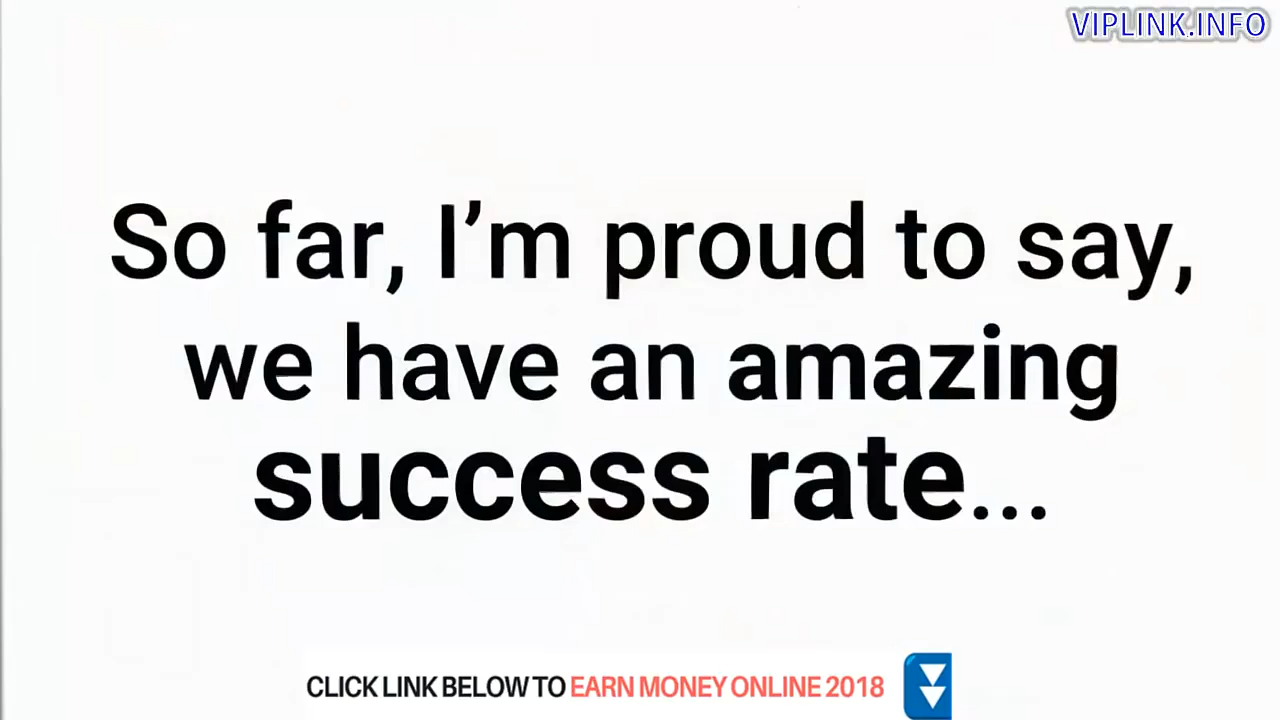 VIPLINK.INFO
So far, I’m proud to say,
we have an amazing
success rate...
CLICK LINK BELOW TO EARN MONEY ONLINE 2018